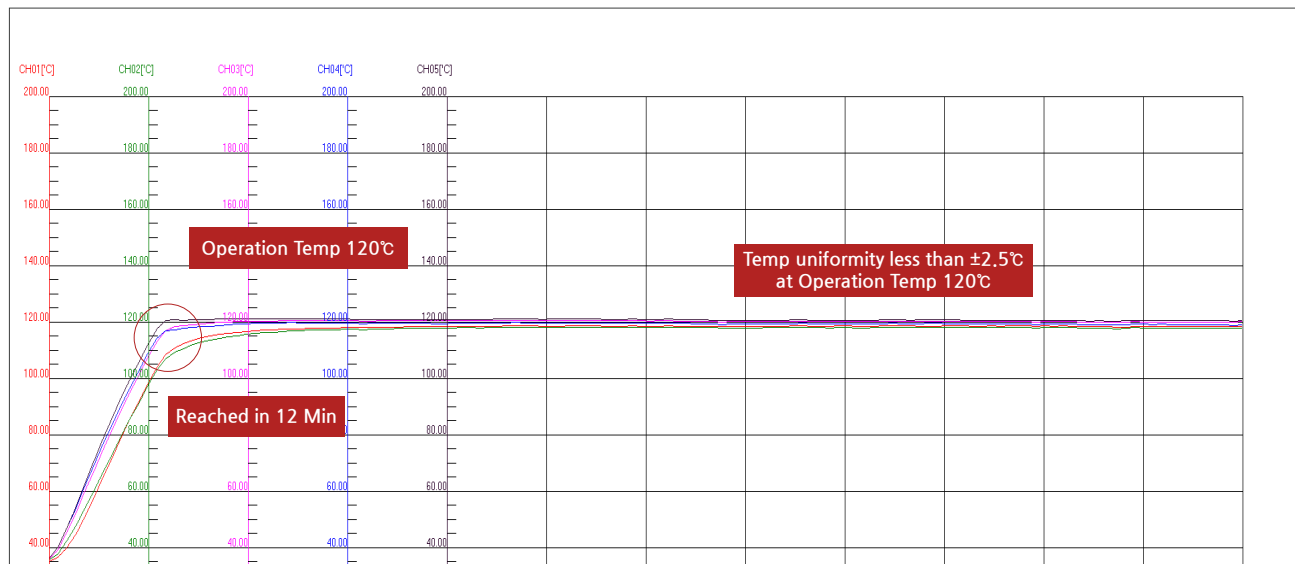 CH01[℃] CH02[℃] CH03[℃] CH04[℃] CH05[℃]
200.00 200.00 200.00 200.00 200.00
180.00 180.00 180.00 180.00 180.00
160.00 160.00 160.00 160.00 160.00
Operation Temp 120℃
Temp uniformity less than ±2.5℃
at Operation Temp 120℃
140.00 140.00 140.00 140.00 140.00
120.00 120.00 120.00 120.00 120.00
100.00 100.00 100.00 100.00 100.00
Reached in 12 Min
80.00 80.00 80.00
60.00 60.00 60.00 60.00 60.00
40.00 40.00 40.00 40.00 40.00